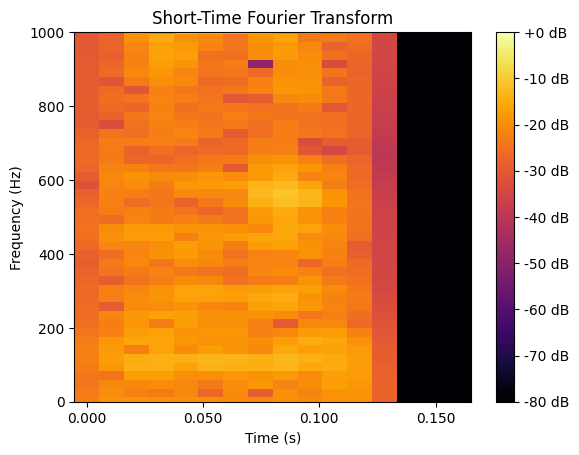 Short-Time Fourier Transform
Frequency (Hz)
1000
800
600
400
200
0
0.000 0.050 0.100 0.150
Time (s)
+0 dB
-10 dB
-20 dB
-30 dB
-40 dB
-50 dB
-60 dB
-70 dB
-80 dB